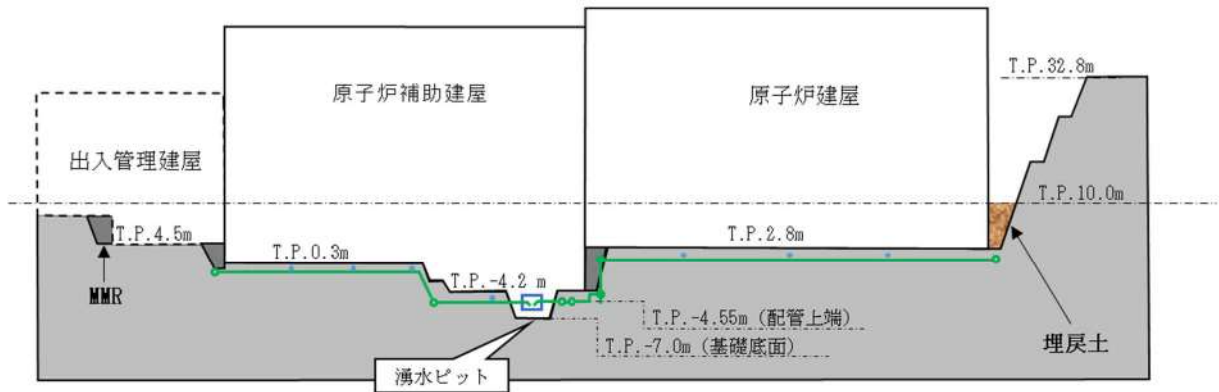 T.P.32.8m
原子炉補助建屋
原子炉建屋
出入管理建屋
T.P.10.0m
T.P.4.5m
T.P.0.3m
T.P.2.8m
T.P.-4.2 m
MMR
T.P.-4.55m (配管上端)
T.P.-7.0m (基礎底面)
埋戻土
湧水ピット